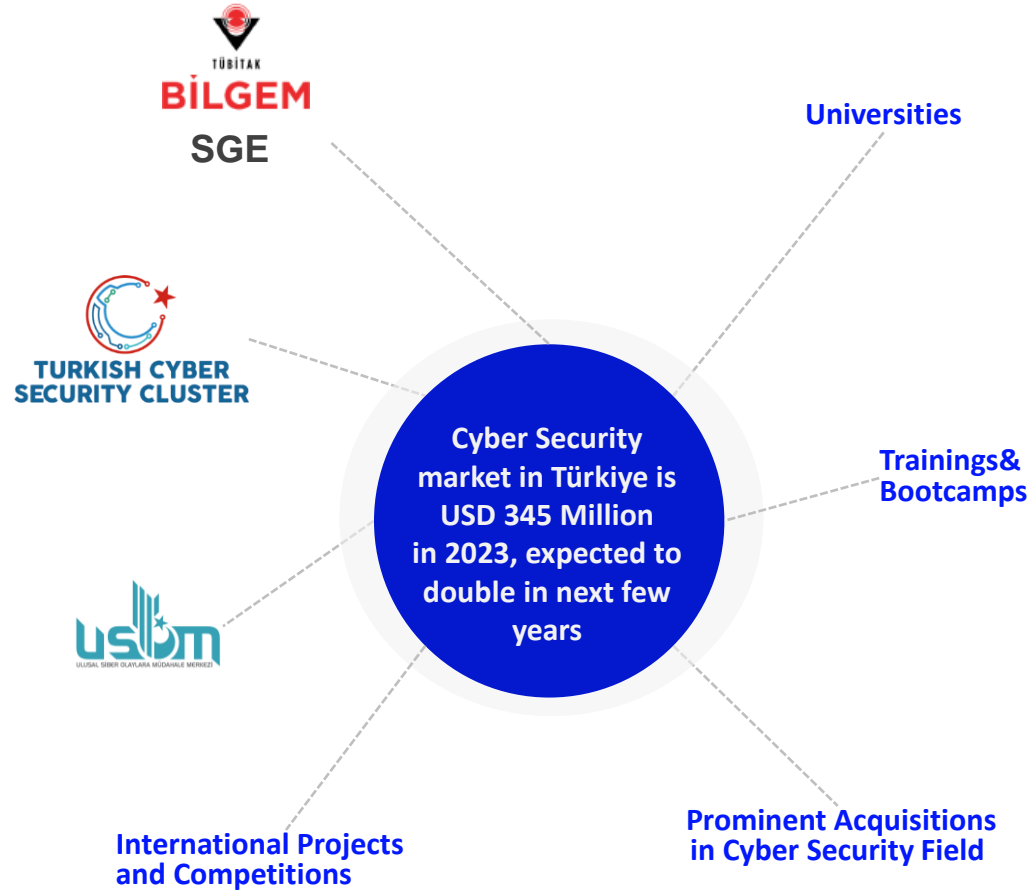 TÜBİTAK
BİLGEM
SGE
Universities
TURKISH CYBER
SECURITY CLUSTER
Cyber Security
market in Türkiye is
USD 345 Million
in 2023, expected to
double in next few
years
Trainings&
Bootcamps
usom
ULUSAL SİBER OLAYLARA MÜDAHALE MERKEZİ
International Projects
and Competitions
Prominent Acquisitions
in Cyber Security Field